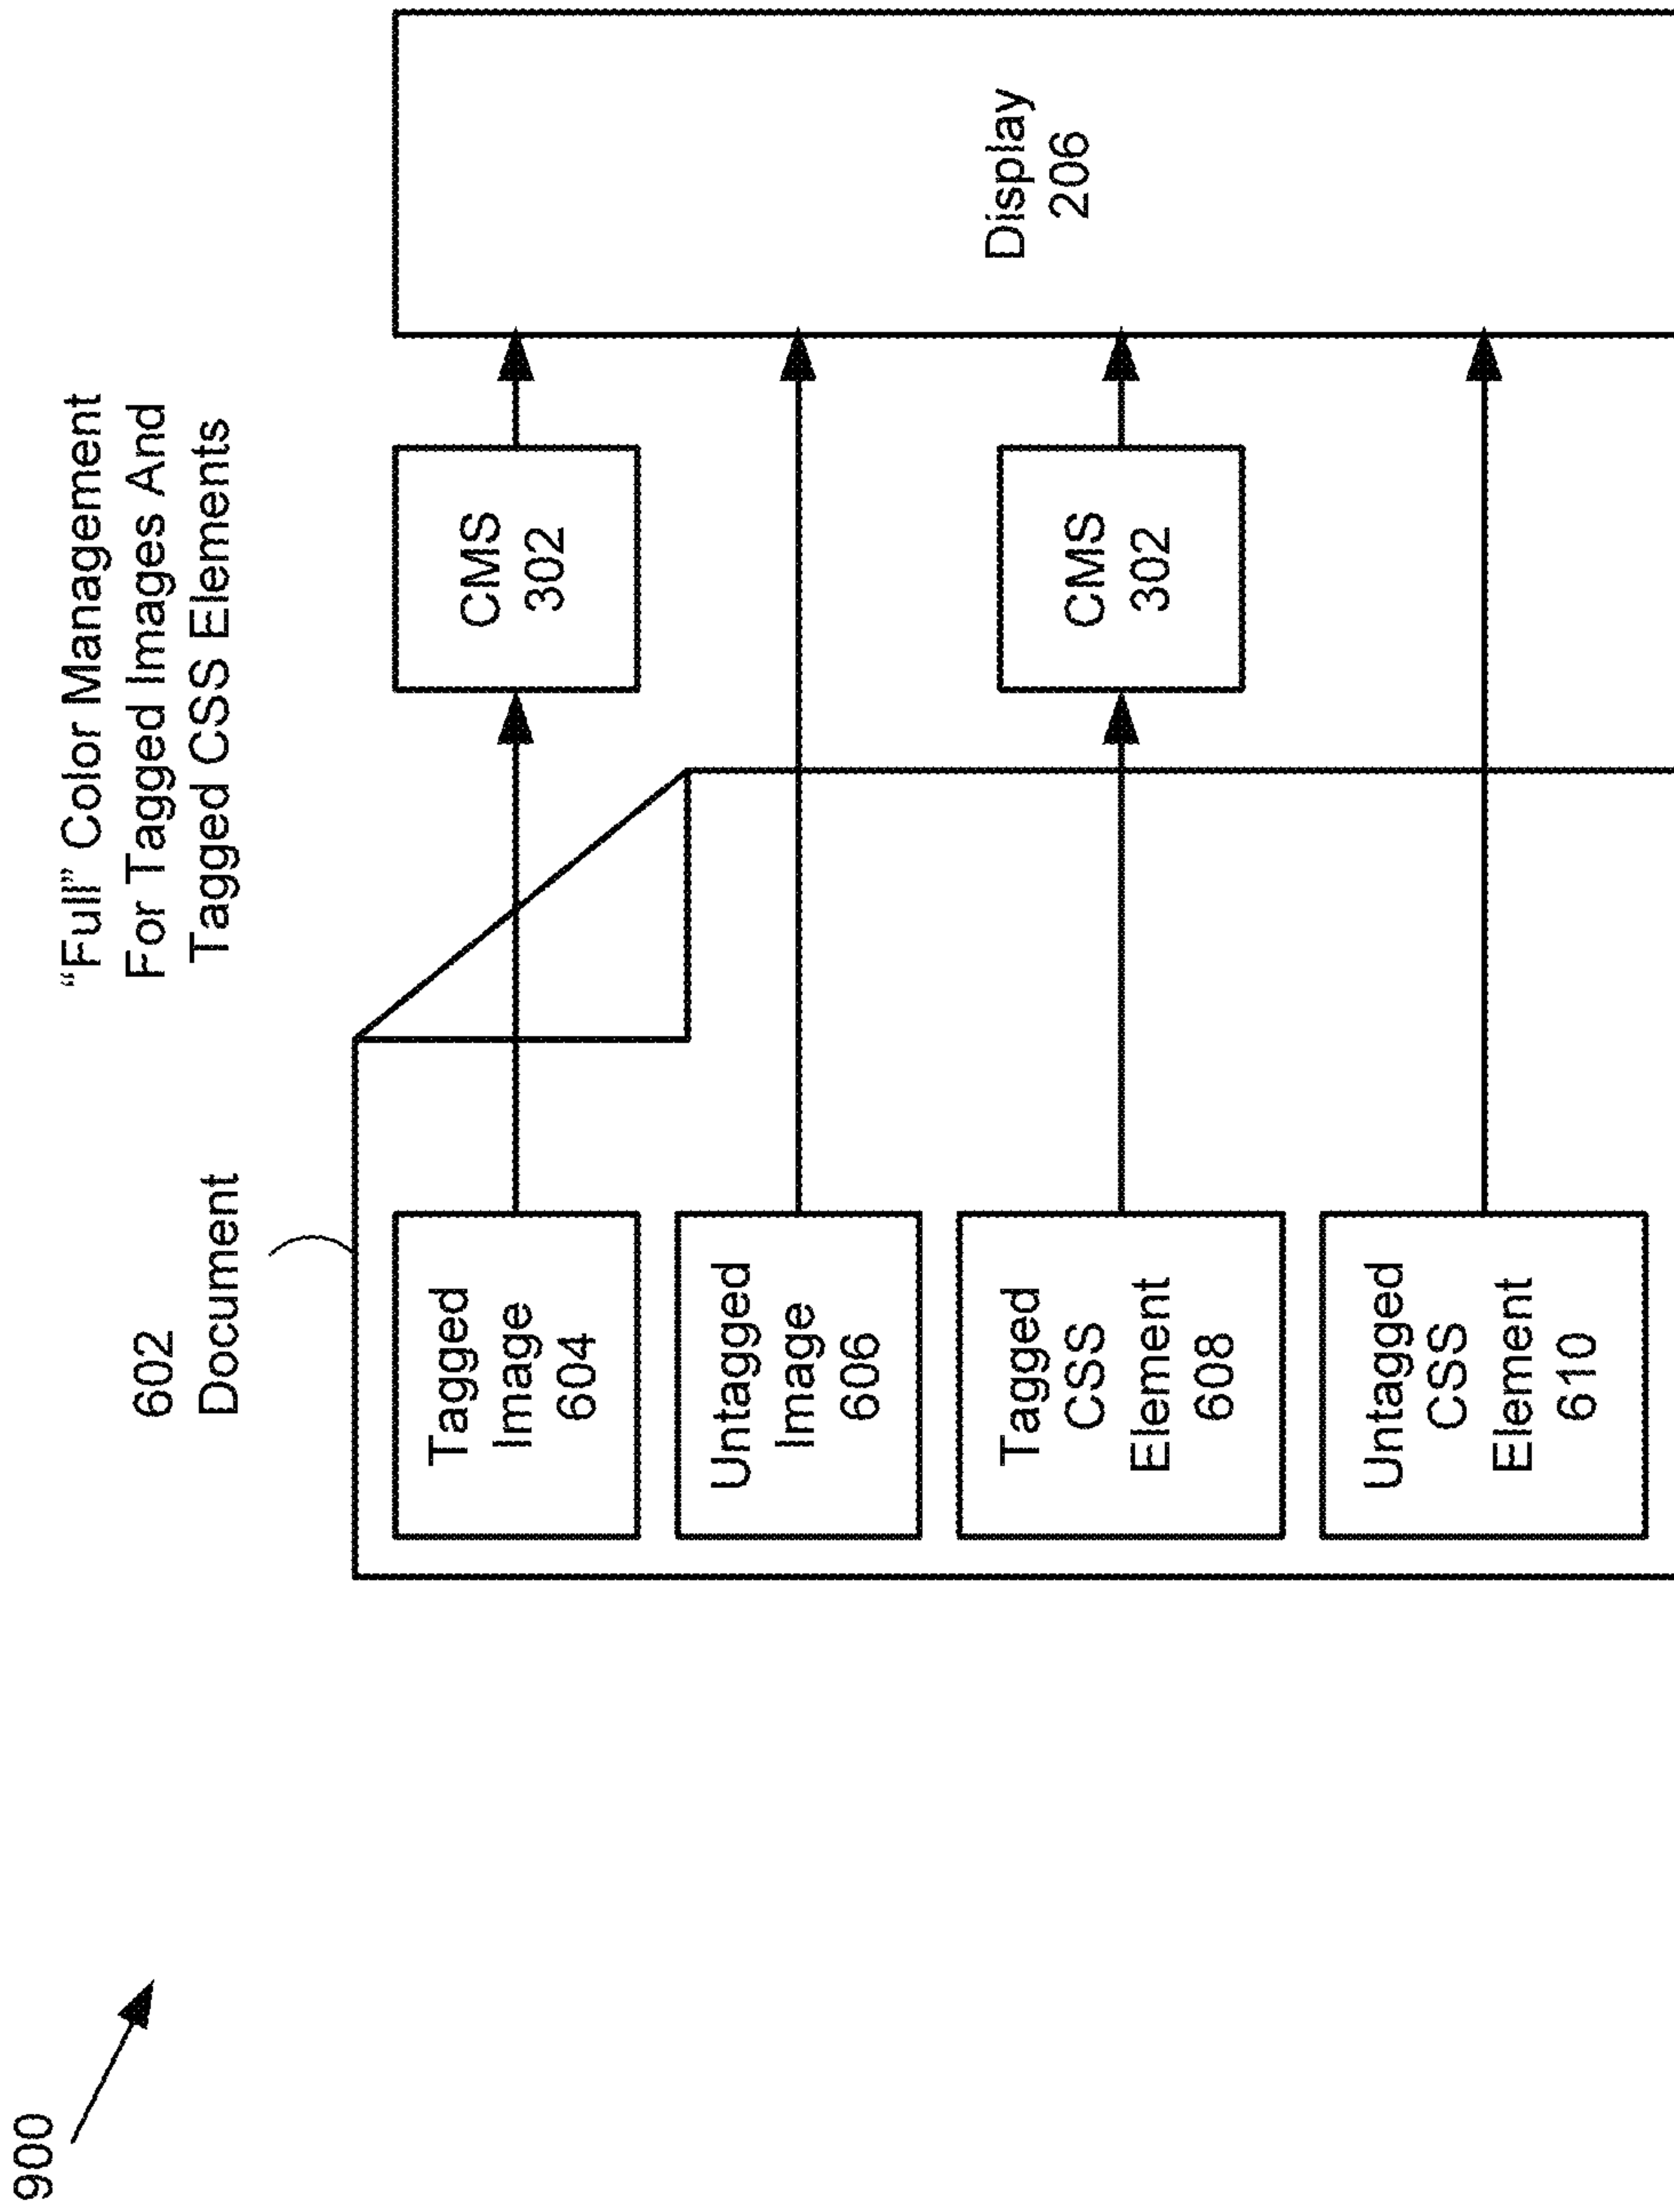 900
“Full” Color Management
For Tagged Images And
Tagged CSS Elements
602
Document
Tagged
Image
604
CMS
302
Untagged
Image
606
Display
206
Tagged
CSS
Element
608
CMS
302
Untagged
CSS
Element
610